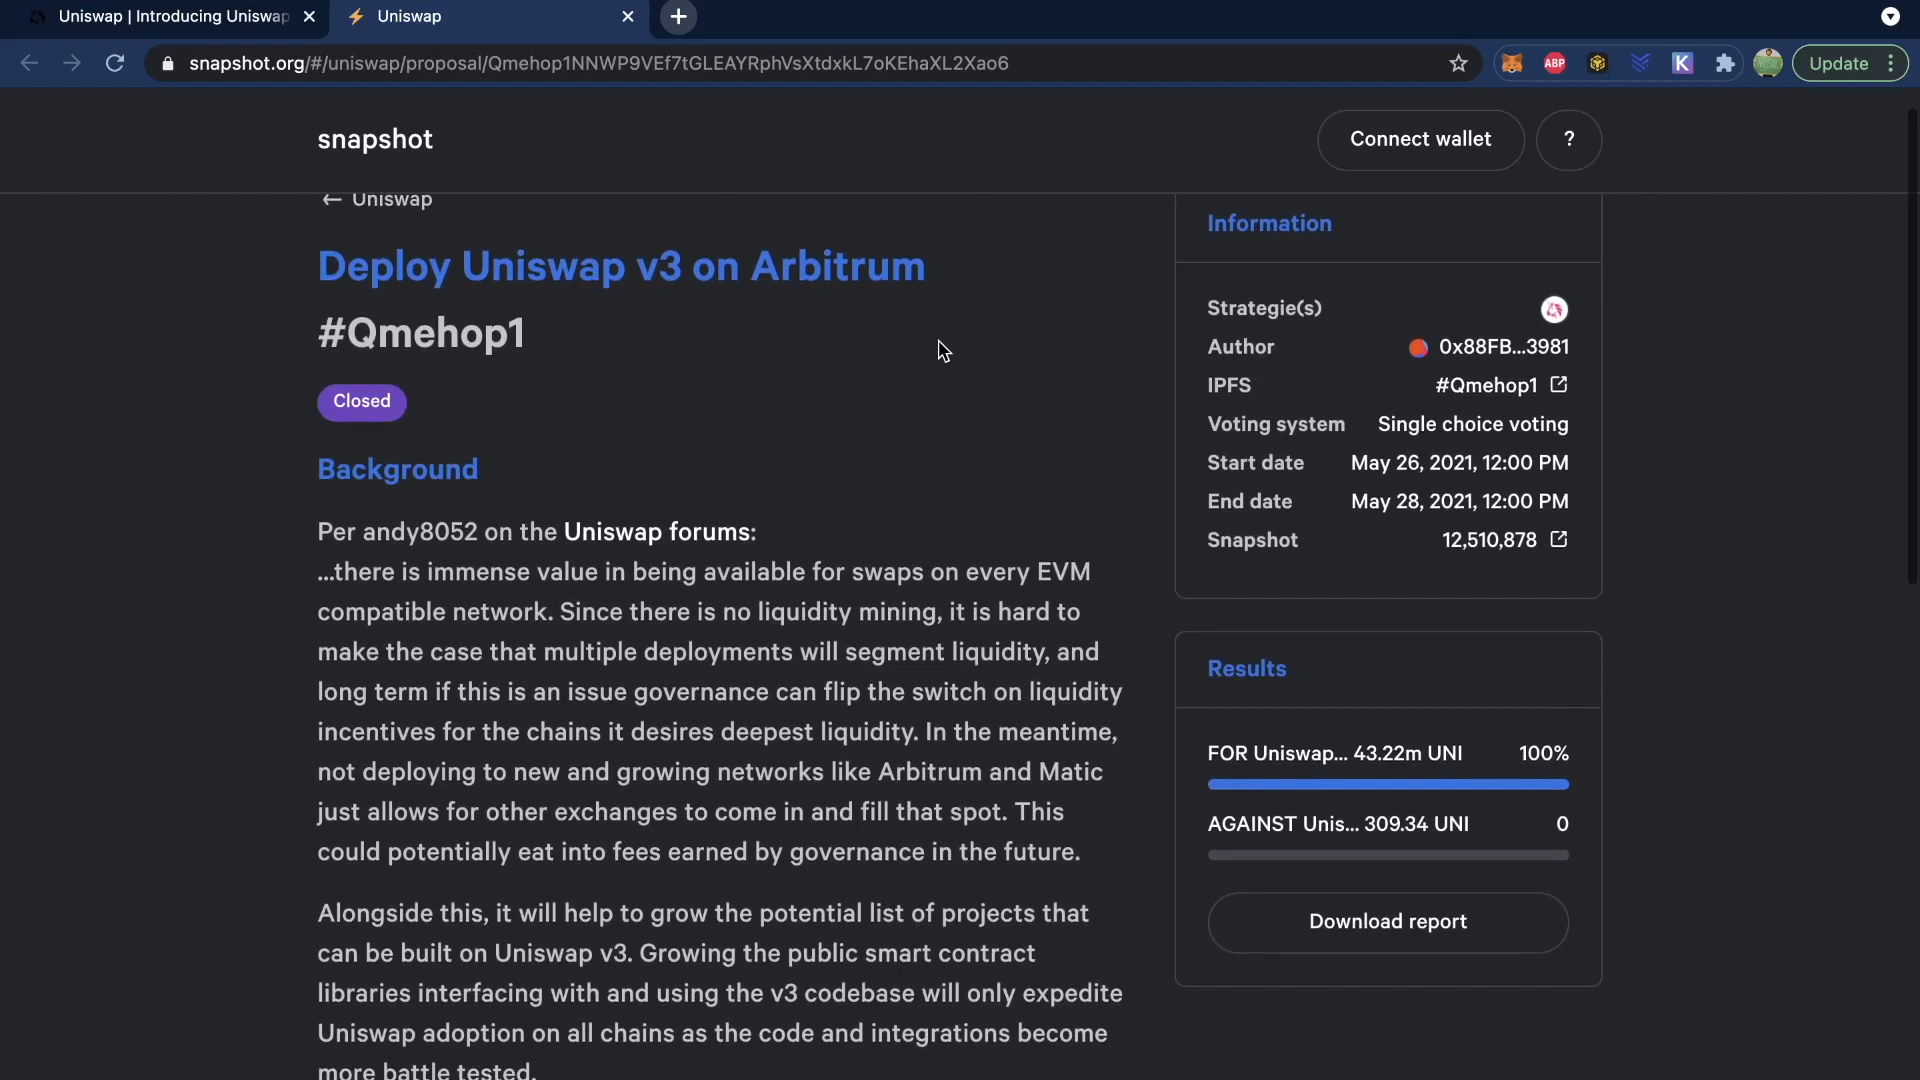 Uniswap | Introducing Uniswap
Uniswap
snapshot.org/#/uniswap/proposal/Qmehop1NNWP9VEf7tGLEAYRphVsXtdxkL7oKEhaXL2Xao6
ABP
K
Update
snapshot
Connect wallet
?
← Uniswap
Deploy Uniswap v3 on Arbitrum
#Qmehop1
Closed
Background
Per andy8052 on the Uniswap forums:
...there is immense value in being available for swaps on every EVM
compatible network. Since there is no liquidity mining, it is hard to
make the case that multiple deployments will segment liquidity, and
long term if this is an issue governance can flip the switch on liquidity
incentives for the chains it desires deepest liquidity. In the meantime,
not deploying to new and growing networks like Arbitrum and Matic
just allows for other exchanges to come in and fill that spot. This
could potentially eat into fees earned by governance in the future.
Alongside this, it will help to grow the potential list of projects that
can be built on Uniswap v3. Growing the public smart contract
libraries interfacing with and using the v3 codebase will only expedite
Uniswap adoption on all chains as the code and integrations become
more battle tested.
Information
Strategie(s)
Author 0x88FB...3981
IPFS #Qmehop1
Voting system Single choice voting
Start date May 26, 2021, 12:00 PM
End date May 28, 2021, 12:00 PM
Snapshot 12,510,878
Results
FOR Uniswap... 43.22m UNI 100%
AGAINST Unis... 309.34 UNI 0
Download report